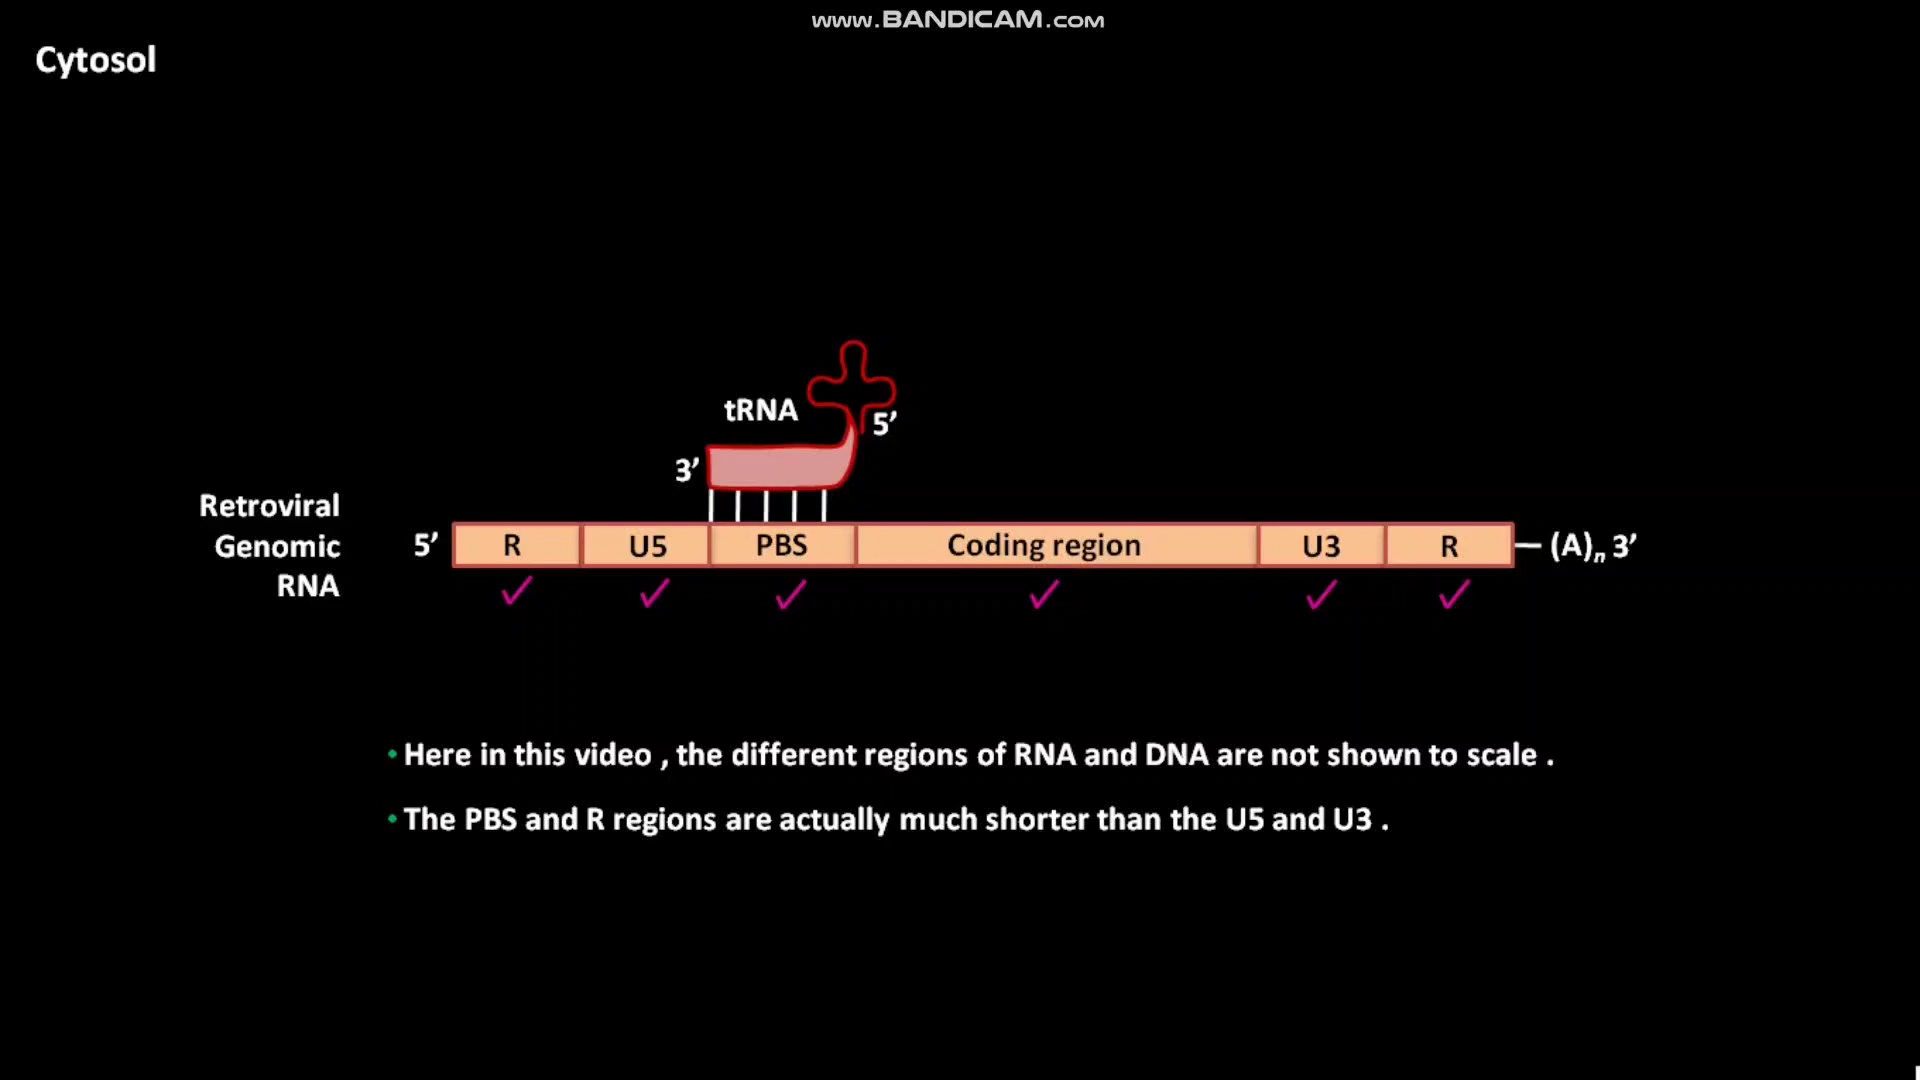 www.BANDICAM.com
Cytosol
tRNA
5’
3’
Retroviral
Genomic
RNA
5’ R U5 PBS Coding region U3 R (A)n 3’
• Here in this video , the different regions of RNA and DNA are not shown to scale .
• The PBS and R regions are actually much shorter than the U5 and U3 .